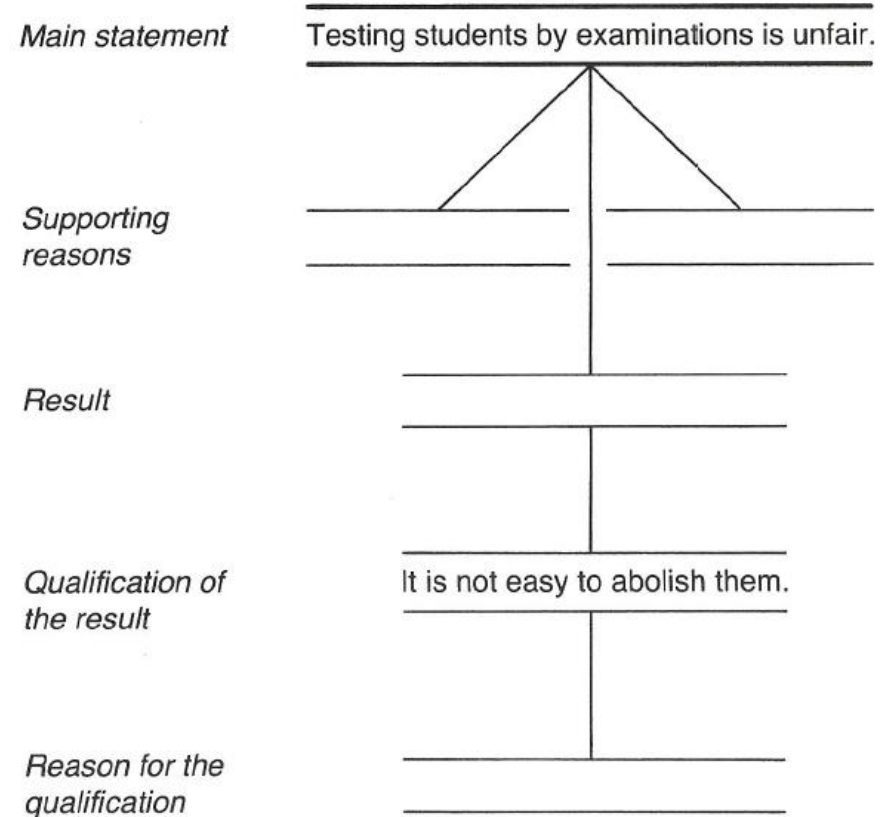 Main statement
Testing students by examinations is unfair.
Supporting
reasons
Result
Qualification of
the result
It is not easy to abolish them.
Reason for the
qualification